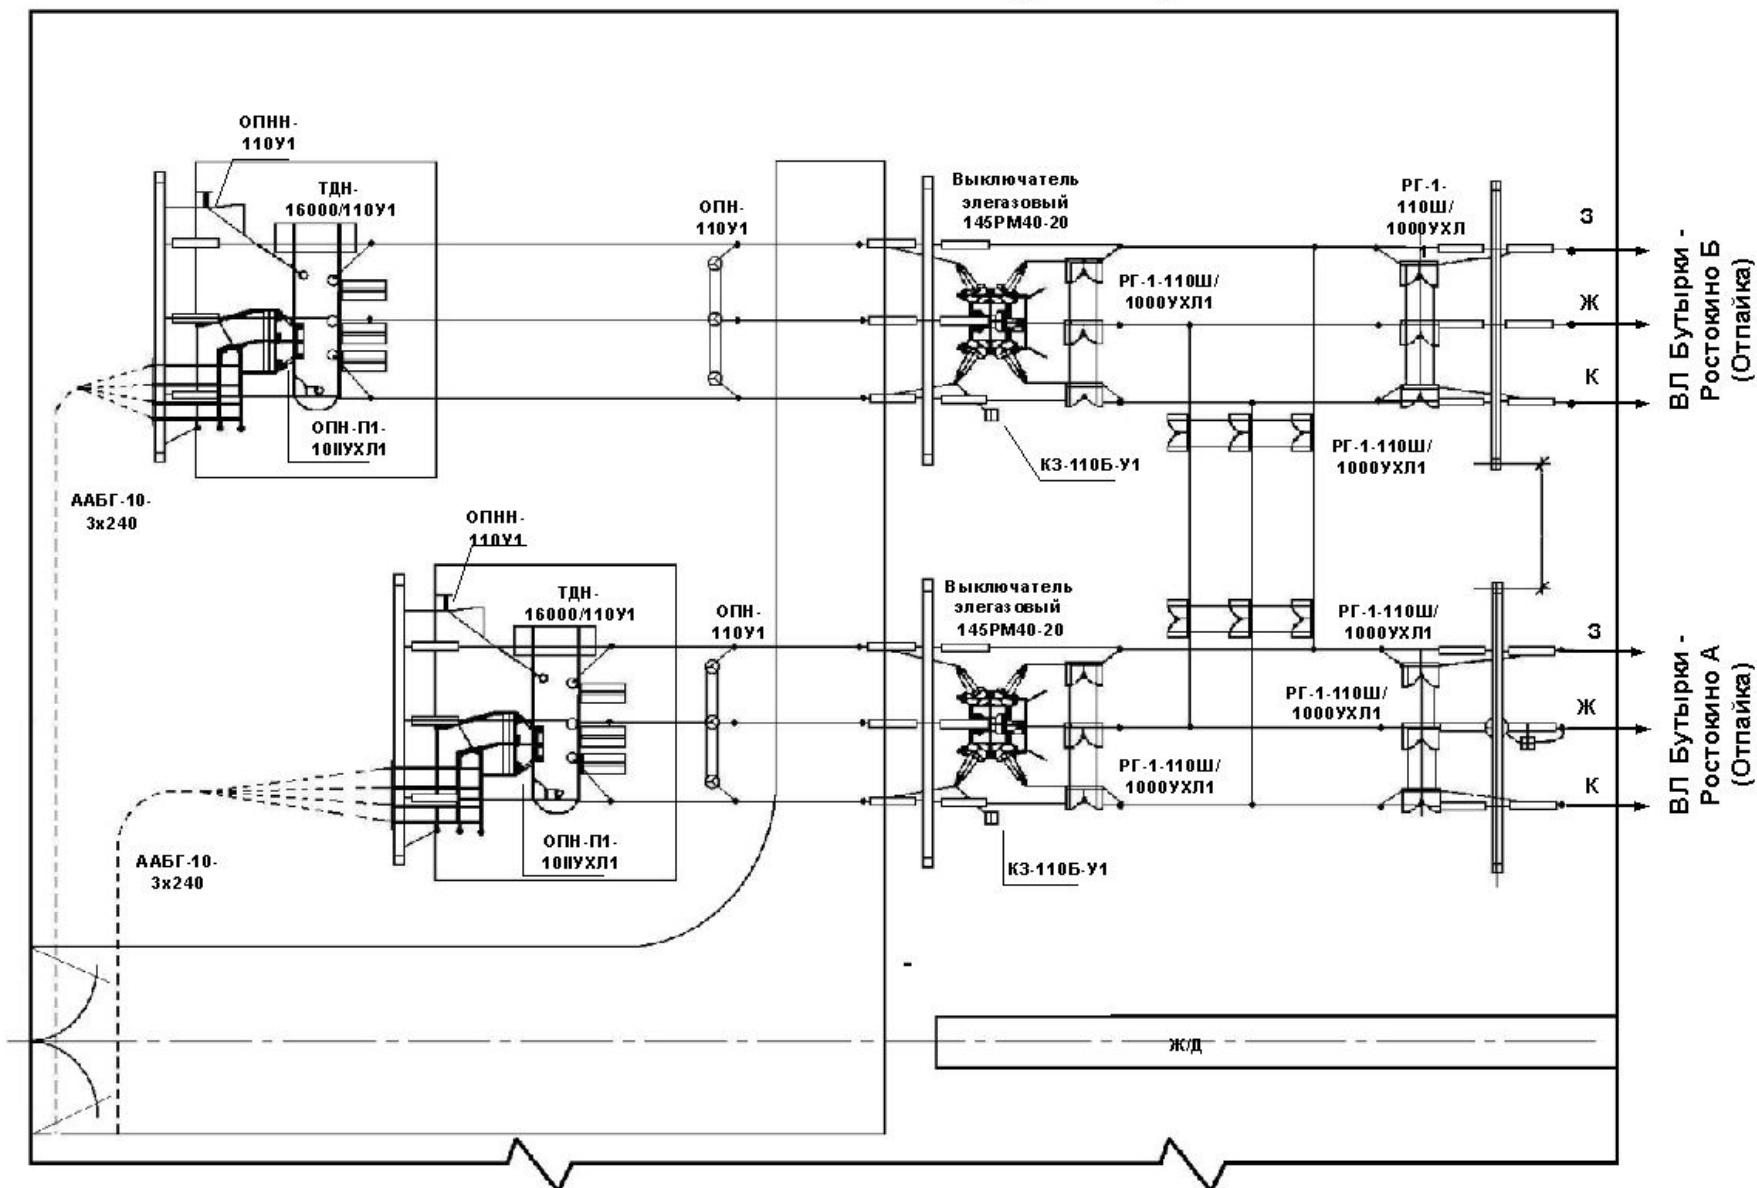 ОПНН-
110У1
ТДН-
16000/110У1
ОПН-
110У1
Выключатель
элегазовый
145РМ40-20
РГ-1-
110Ш/
1000УХЛ
З
Ж
К
ВЛ Бутырки -
Ростокино Б
(Отпайка)
РГ-1-110Ш/
1000УХЛ1
ОПН-П1-
10IIУХЛ1
КЗ-110Б-У1
РГ-1-110Ш/
1000УХЛ1
ААБГ-10-
3х240
ОПНН-
110У1
ТДН-
16000/110У1
ОПН-
110У1
Выключатель
элегазовый
145РМ40-20
РГ-1-110Ш/
1000УХЛ1
З
Ж
К
ВЛ Бутырки -
Ростокино А
(Отпайка)
РГ-1-110Ш/
1000УХЛ1
РГ-1-110Ш/
1000УХЛ1
ОПН-П1-
10IIУХЛ1
КЗ-110Б-У1
ААБГ-10-
3х240
-
Ж/Д